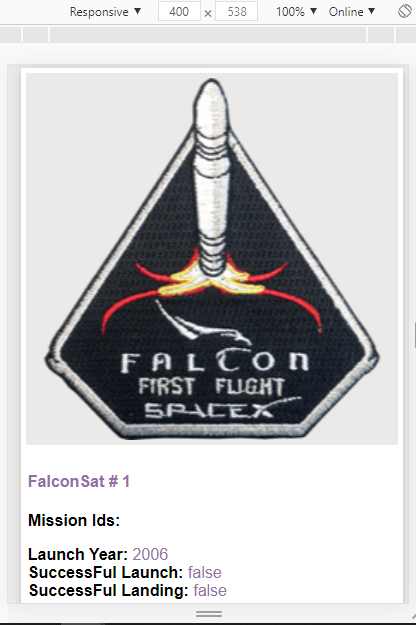 Responsive ▼ 400 × 538 100% ▼ Online ▼
FALCON
FIRST FLIGHT
SPACEX
FalconSat # 1
Mission Ids:
Launch Year: 2006
SuccessFul Launch: false
SuccessFul Landing: false